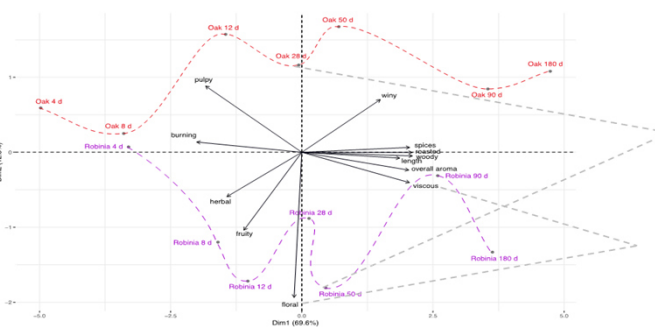 Oak 50 d
Oak 12 d
Oak 28 d
Oak 180 d
Oak 90 d
pulpy
winy
Oak 4 d
Oak 8 d
burning
spices
roasted
woody
length
Robinia 4 d
overall aroma
Robinia 90 d
viscous
herbal
Robinia 28 d
fruity
Robinia 8 d
Robinia 180 d
Robinia 12 d
Robinia 50 d
floral
1
0
-1
-2
-5.0
-2.5
0.0
2.5
5.0
Dim1 (69.6%)